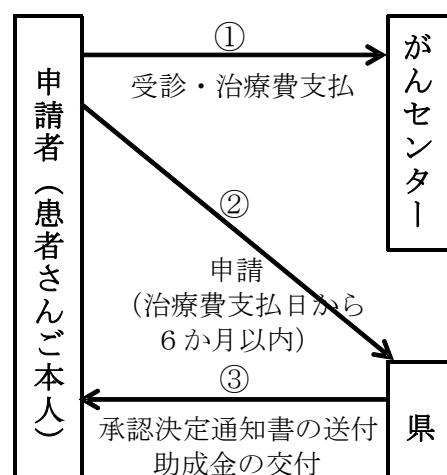 申請者（患者さんご本人）
①
受診・治療費支払
がんセンター
②
申請
（治療費支払日から
６か月以内）
③
承認決定通知書の送付
助成金の交付
県